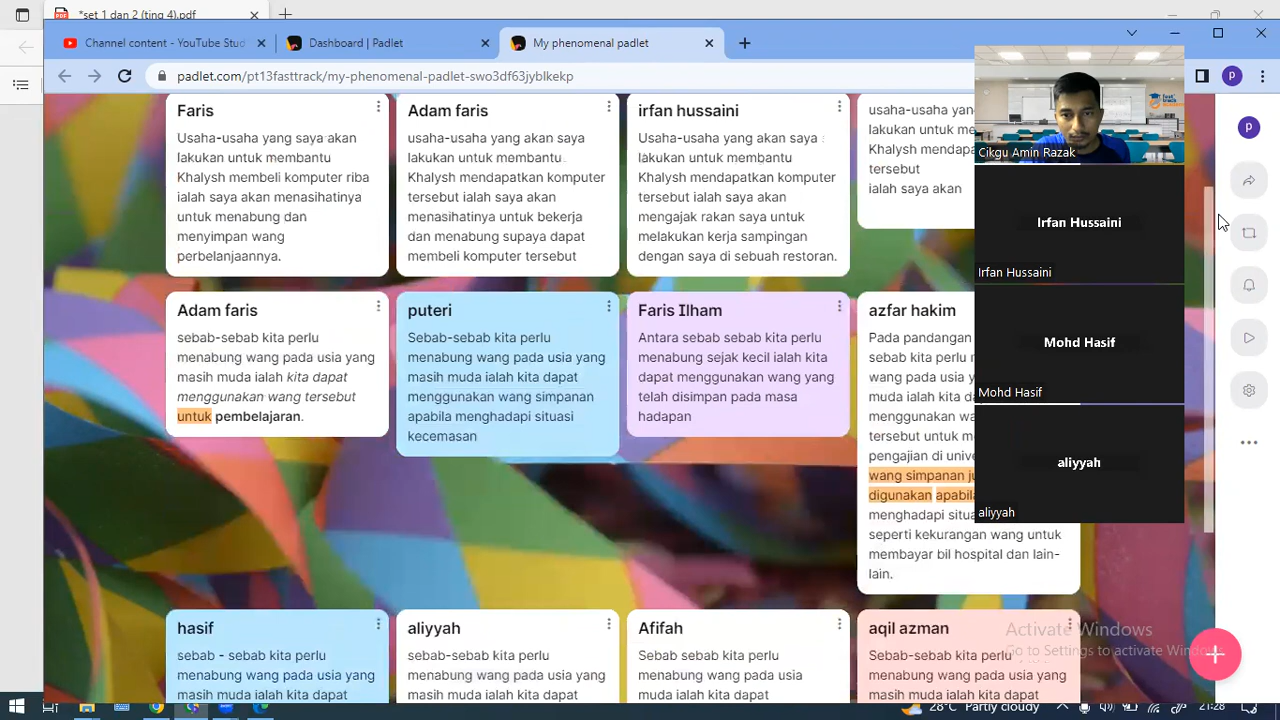 *set 1 dan 2 (ting 4).pdf
Channel content - YouTube Stud
Dashboard | Padlet
My phenomenal padlet
padlet.com/pt13fasttrack/my-phenomenal-padlet-swo3df63jyblkekp
P
P
Faris
Usaha-usaha yang saya akan
lakukan untuk membantu
Khalysh membeli komputer riba
ialah saya akan menasihatinya
untuk menabung dan
menyimpan wang
perbelanjaannya.
Adam faris
usaha-usaha yang akan saya
lakukan untuk membantu
Khalysh mendapatkan komputer
tersebut ialah saya akan
menasihatinya untuk bekerja
dan menabung supaya dapat
membeli komputer tersebut
irfan hussaini
Usaha-usaha yang akan saya
lakukan untuk membantu
Khalysh mendapatkan komputer
tersebut ialah saya akan
mengajak rakan saya untuk
melakukan kerja sampingan
dengan saya di sebuah restoran.
usaha-usaha yan
lakukan untuk me
Khalysh mendapa
tersebut
ialah saya akan
Adam faris
sebab-sebab kita perlu
menabung wang pada usia yang
masih muda ialah kita dapat
menggunakan wang tersebut
untuk pembelajaran.
puteri
Sebab-sebab kita perlu
menabung wang pada usia yang
masih muda ialah kita dapat
menggunakan wang simpanan
apabila menghadapi situasi
kecemasan
Faris Ilham
Antara sebab sebab kita perlu
menabung sejak kecil ialah kita
dapat menggunakan wang yang
telah disimpan pada masa
hadapan
azfar hakim
Pada pandangan
sebab kita perlu m
wang pada usia y
muda ialah kita da
menggunakan wa
tersebut untuk m
pengajian di unive
wang simpanan ju
digunakan apabila
menghadapi situa
seperti kekurangan wang untuk
membayar bil hospital dan lain-
lain.
hasif
sebab - sebab kita perlu
menabung wang pada usia yang
masih muda ialah kita dapat
aliyyah
sebab-sebab kita perlu
menabung wang pada usia yang
masih muda ialah kita dapat
Afifah
Sebab sebab kita perlu
menabung wang pada usia
masih muda ialah kita dapat
aqil azman
Sebab-sebab kita perlu
menabung wang pada usia yang
masih muda ialah kita dapat
Cikgu Amin Razak
Irfan Hussaini
Irfan Hussaini
Mohd Hasif
Mohd Hasif
aliyyah
aliyyah
Activate Windows
Go to Settings to activate Windows.
28°C Partly cloudy
21:28